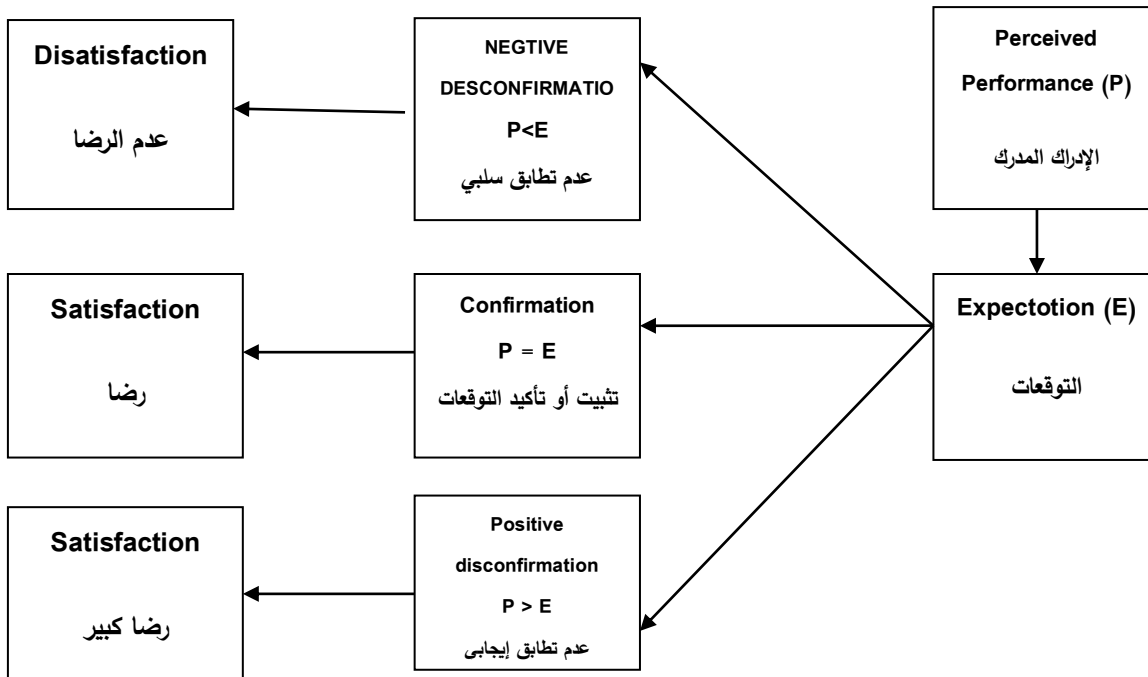 Disatisfaction
عدم الرضا
NEGTIVE
DESCONFIRMATIO
P<E
عدم تطابق سلبي
Perceived
Performance (P)
الإدراك المدرك
Satisfaction
رضا
Confirmation
P = E
تثبيت أو تأكيد التوقعات
Expectotion (E)
التوقعات
Satisfaction
رضا كبير
Positive
disconfirmation
P > E
عدم تطابق إيجابى